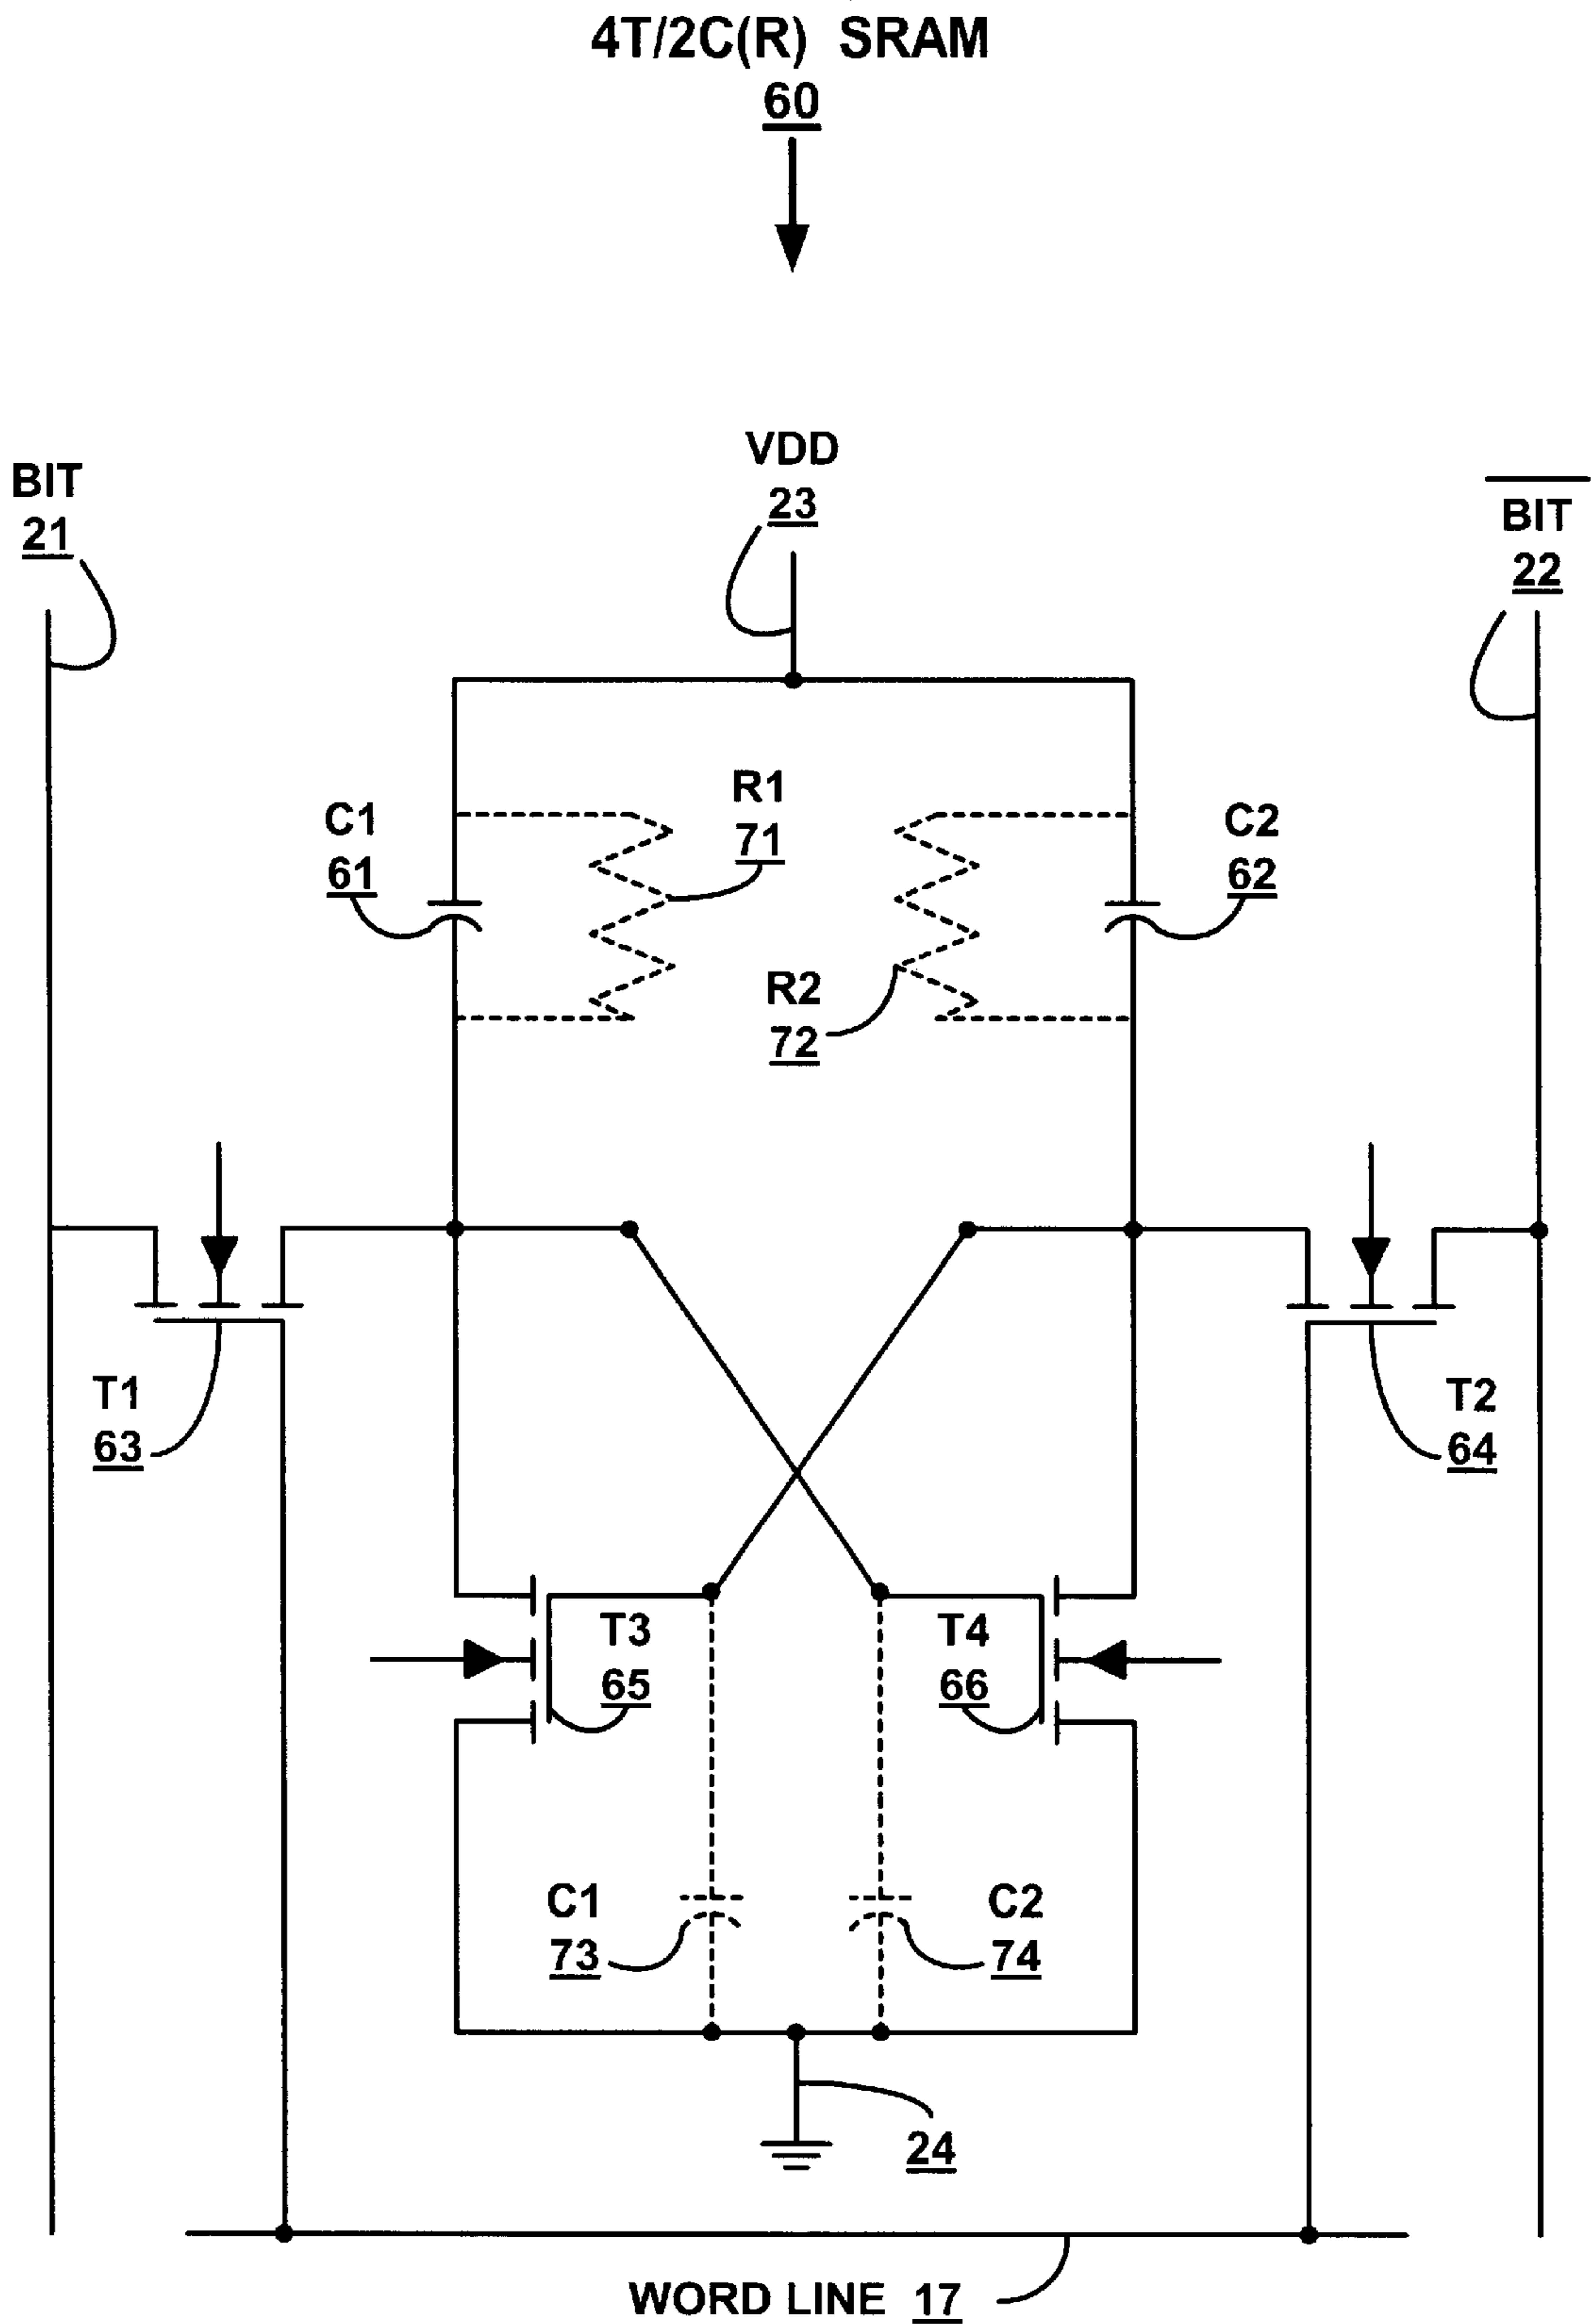 4T/2C(R) SRAM
60
VDD
23
BIT
21
BIT
22
R1
71
C1
61
C2
62
R2
72
T1
63
T2
64
T3
65
T4
66
C1
73
C2
74
24
WORD LINE 17